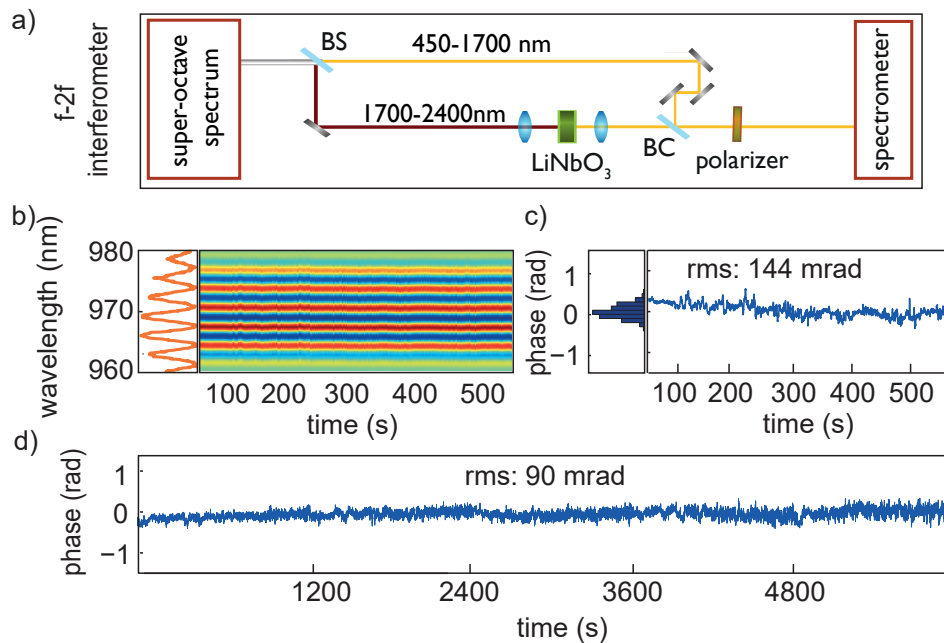 a)
f-2f
interferometer
super-octave
spectrum
BS
450-1700 nm
1700-2400nm
LiNbO₃
BC
polarizer
spectrometer
b)
wavelength (nm)
980
970
960
100 200 300 400 500
time (s)
c)
phase (rad)
1
0
−1
rms: 144 mrad
100 200 300 400 500
time (s)
d)
phase (rad)
1
0
−1
rms: 90 mrad
1200 2400 3600 4800
time (s)